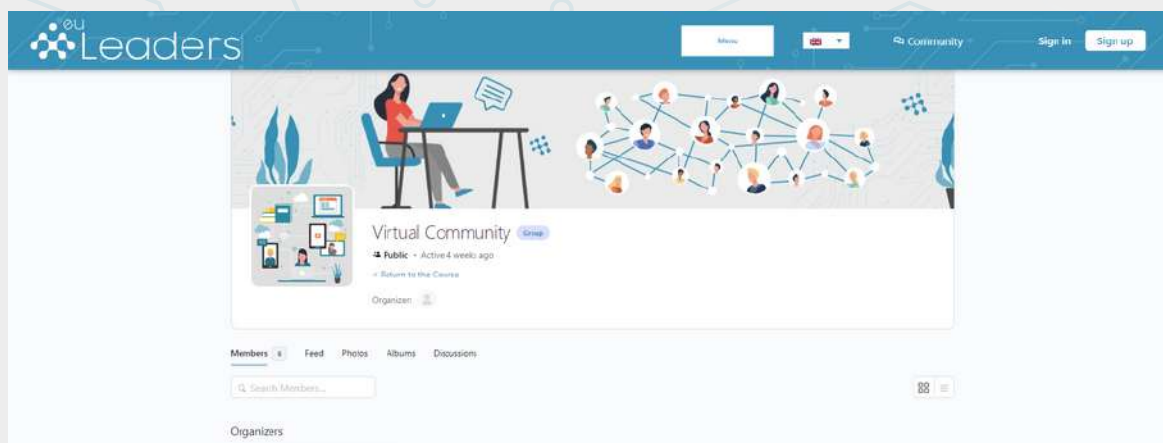 eu
Leaders
Menu
Community
Sign in
Sign up
Virtual Community Group
Public • Active 4 weeks ago
< Return to the Course
Organizer:
Members
Feed
Photos
Albums
Discussions
Search Members...
Organizers